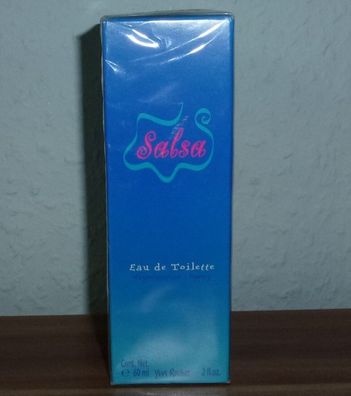 Salsa
Eau de Toilette
Cont. Net.
℮ 60 ml Yves Rocher 2 fl.oz.